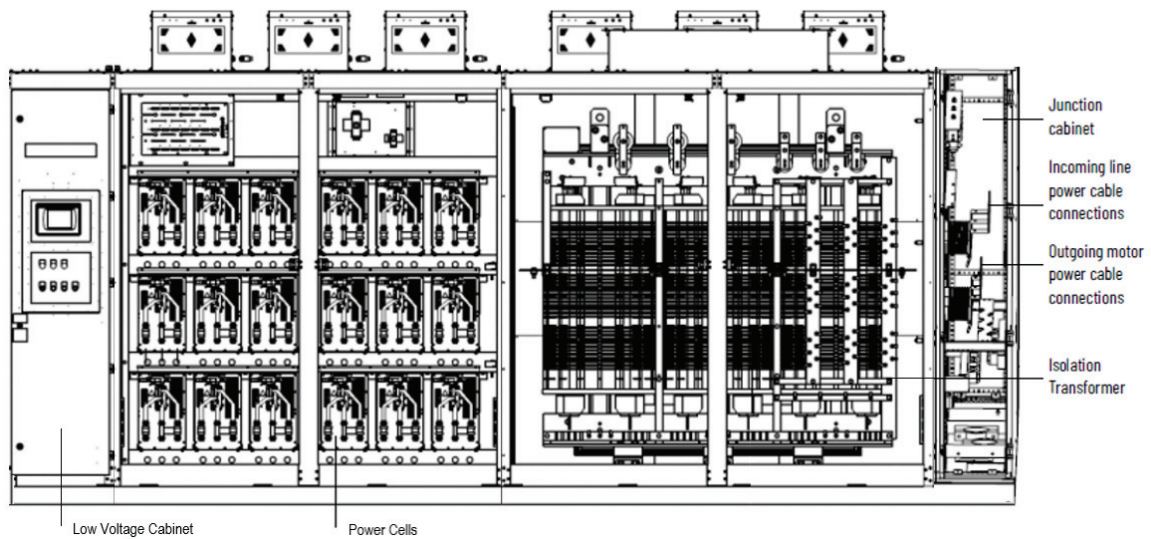 Junction
cabinet
Incoming line
power cable
connections
Outgoing motor
power cable
connections
Isolation
Transformer
Low Voltage Cabinet
Power Cells